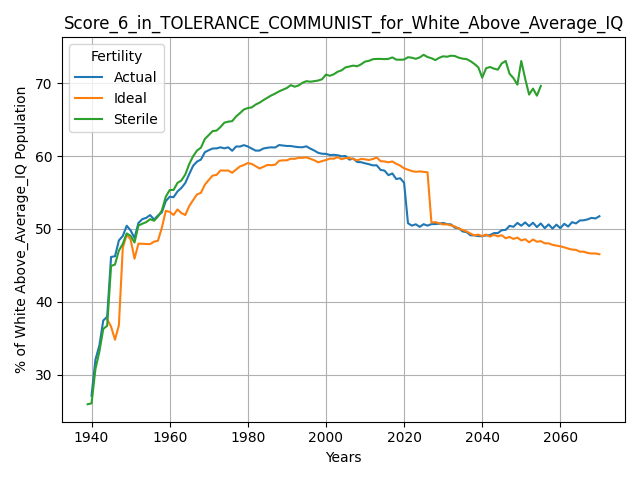 Score_6_in_TOLERANCE_COMMUNIST_for_White_Above_Average_IQ
Fertility
Actual
Ideal
Sterile
% of White Above_Average_IQ Population
70
60
50
40
30
1940
1960
1980
2000
2020
2040
2060
Years